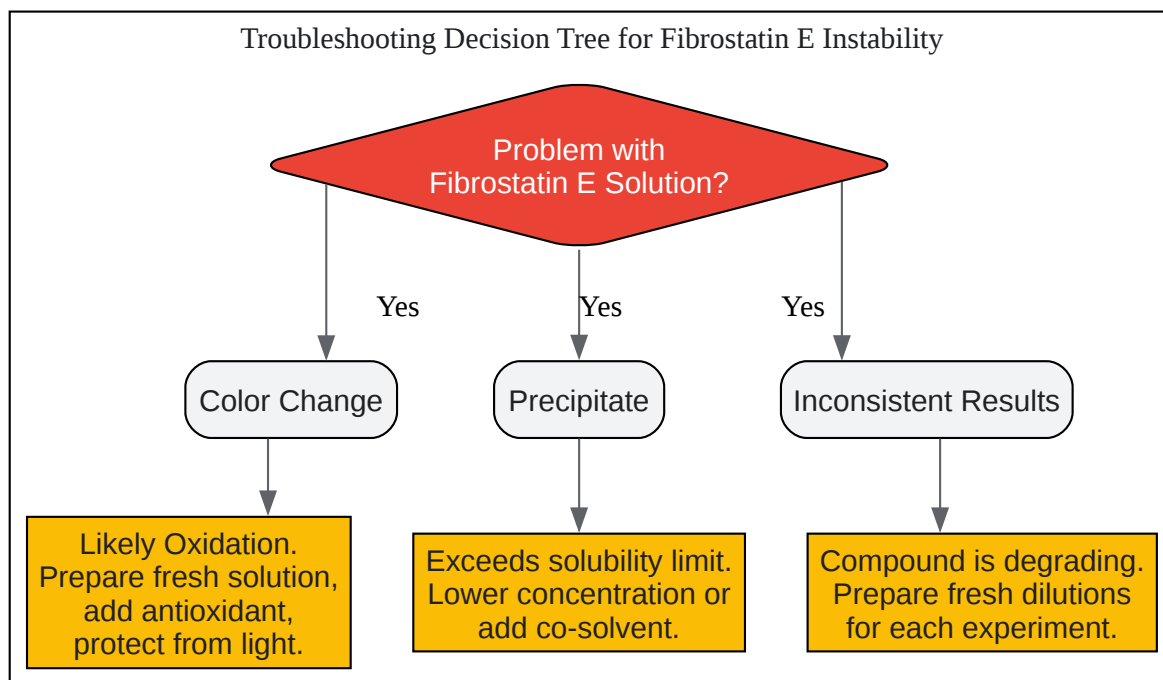 Troubleshooting Decision Tree for Fibrostatin E Instability
Problem with
Fibrostatin E Solution?
Yes
Yes
Yes
Color Change
Precipitate
Inconsistent Results
Likely Oxidation.
Prepare fresh solution,
add antioxidant,
protect from light.
Exceeds solubility limit.
Lower concentration or
add co-solvent.
Compound is degrading.
Prepare fresh dilutions
for each experiment.